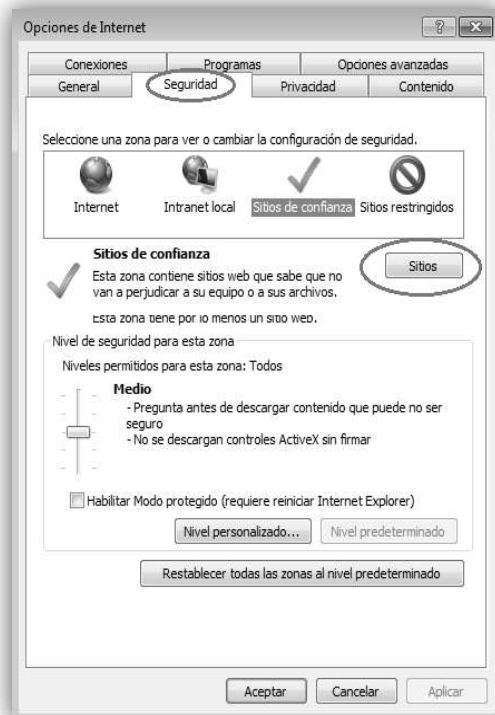 Opciones de Internet
Conexiones Programas Opciones avanzadas
General Seguridad Privacidad Contenido
Seleccione una zona para ver o cambiar la configuración de seguridad.
Internet Intranet local Sitios de confianza Sitios restringidos
Sitios de confianza
Sitios
Esta zona contiene sitios web que sabe que no
van a perjudicar a su equipo o a sus archivos.
Esta zona tiene por lo menos un sitio web.
Nivel de seguridad para esta zona
Niveles permitidos para esta zona: Todos
Medio
- Pregunta antes de descargar contenido que puede no ser
seguro
- No se descargan controles ActiveX sin firmar
Habilitar Modo protegido (requiere reiniciar Internet Explorer)
Nivel personalizado... Nivel predeterminado
Restablecer todas las zonas al nivel predeterminado
Aceptar Cancelar Aplicar